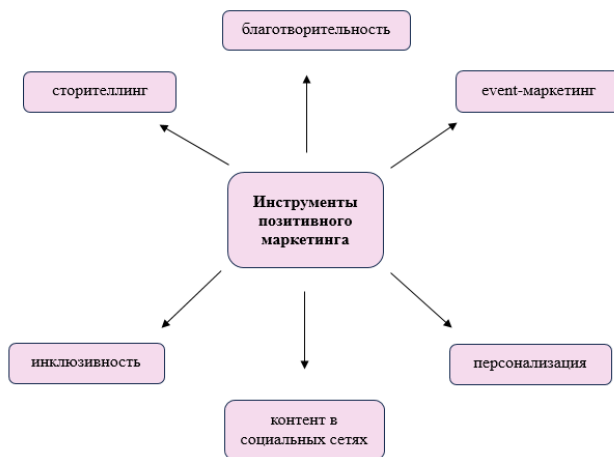 благотворительность
сторителлинг
event-маркетинг
Инструменты
позитивного
маркетинга
инклюзивность
персонализация
контент в
социальных сетях